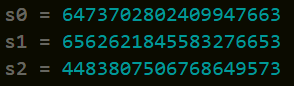 s0 = 6473702802409947663
s1 = 6562621845583276653
s2 = 4483807506768649573